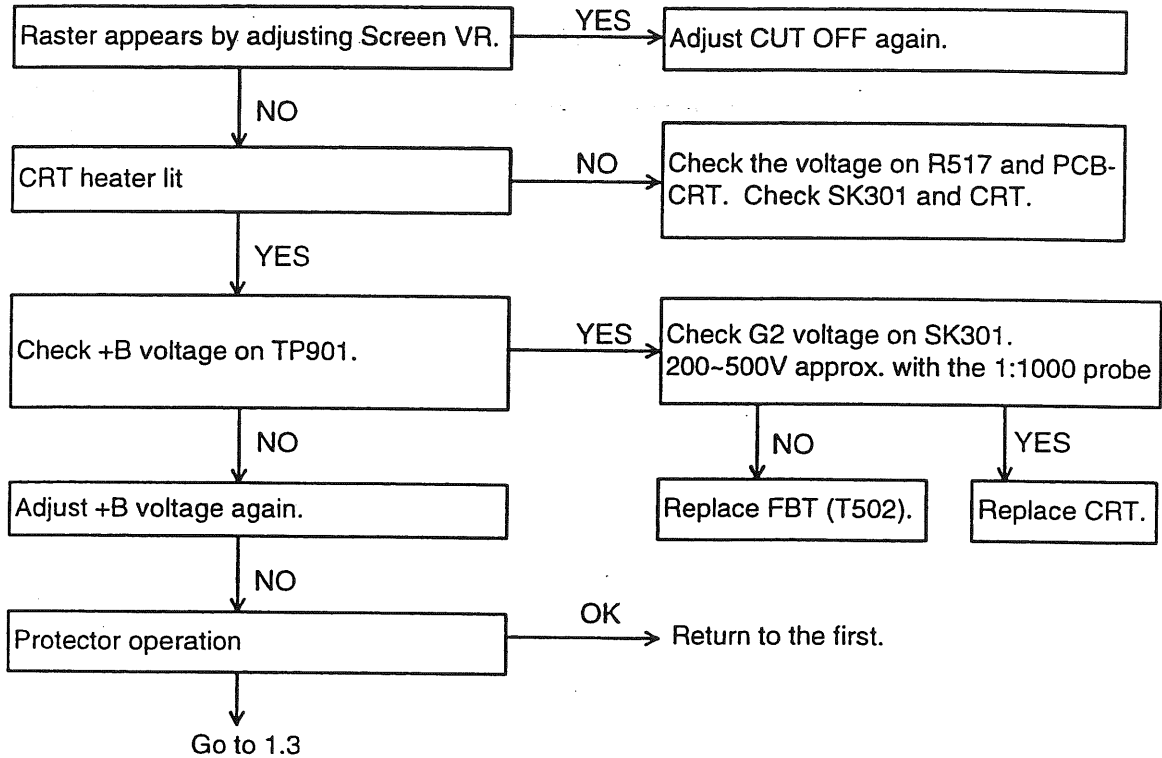 Raster appears by adjusting Screen VR.
YES
Adjust CUT OFF again.
NO
CRT heater lit
NO
Check the voltage on R517 and PCB-
CRT.  Check SK301 and CRT.
YES
Check +B voltage on TP901.
YES
Check G2 voltage on SK301.
200~500V approx. with the 1:1000 probe
NO
NO
YES
Adjust +B voltage again.
Replace FBT (T502).
Replace CRT.
NO
Protector operation
OK
Return to the first.
Go to 1.3